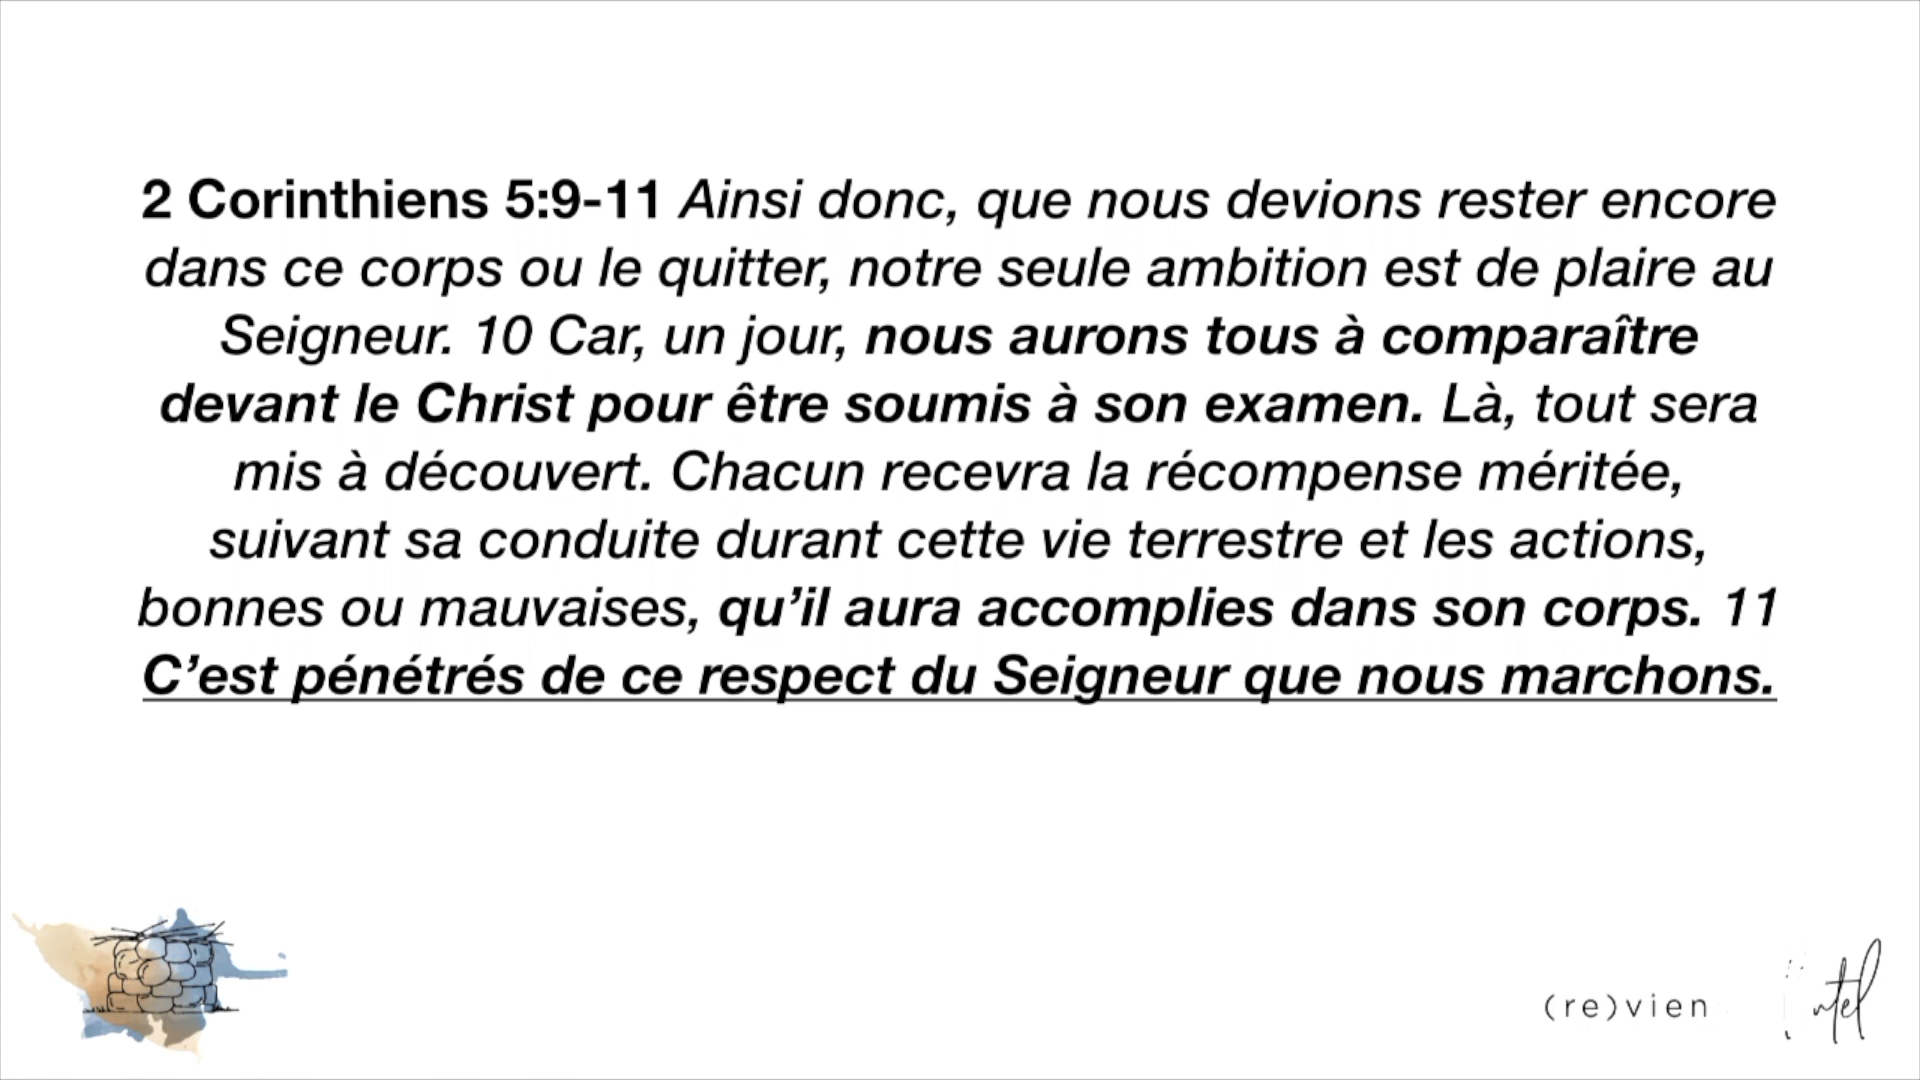 2 Corinthiens 5:9-11 Ainsi donc, que nous devions rester encore
dans ce corps ou le quitter, notre seule ambition est de plaire au
Seigneur. 10 Car, un jour, nous aurons tous à comparaître
devant le Christ pour être soumis à son examen. Là, tout sera
mis à découvert. Chacun recevra la récompense méritée,
suivant sa conduite durant cette vie terrestre et les actions,
bonnes ou mauvaises, qu’il aura accomplies dans son corps. 11
C’est pénétrés de ce respect du Seigneur que nous marchons.
(re)vien